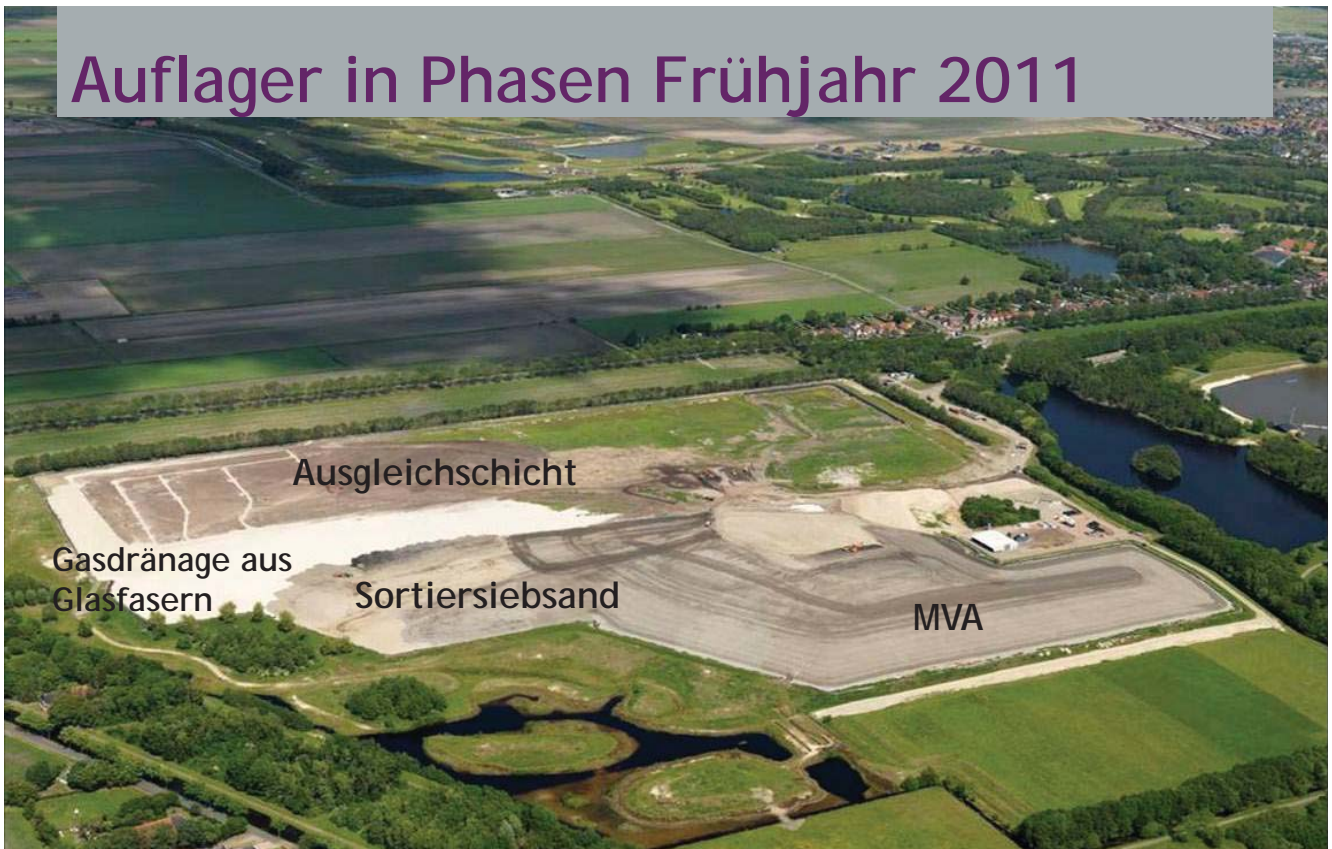 Auflager in Phasen Frühjahr 2011
Ausgleichschicht
Gasdränage aus
Glasfasern
Sortiersiebsand
MVA